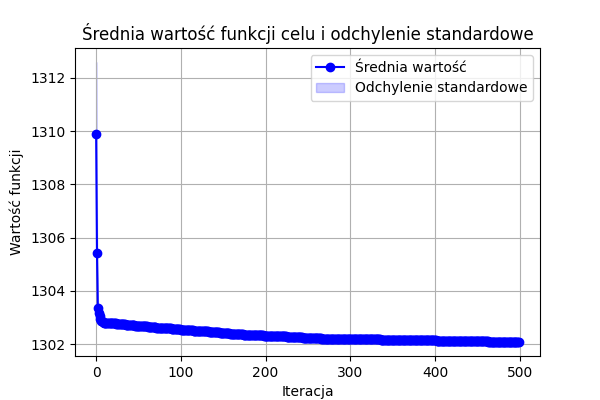 Średnia wartość funkcji celu i odchylenie standardowe
Średnia wartość
Odchylenie standardowe
Wartość funkcji
1312
1310
1308
1306
1304
1302
0 100 200 300 400 500
Iteracja